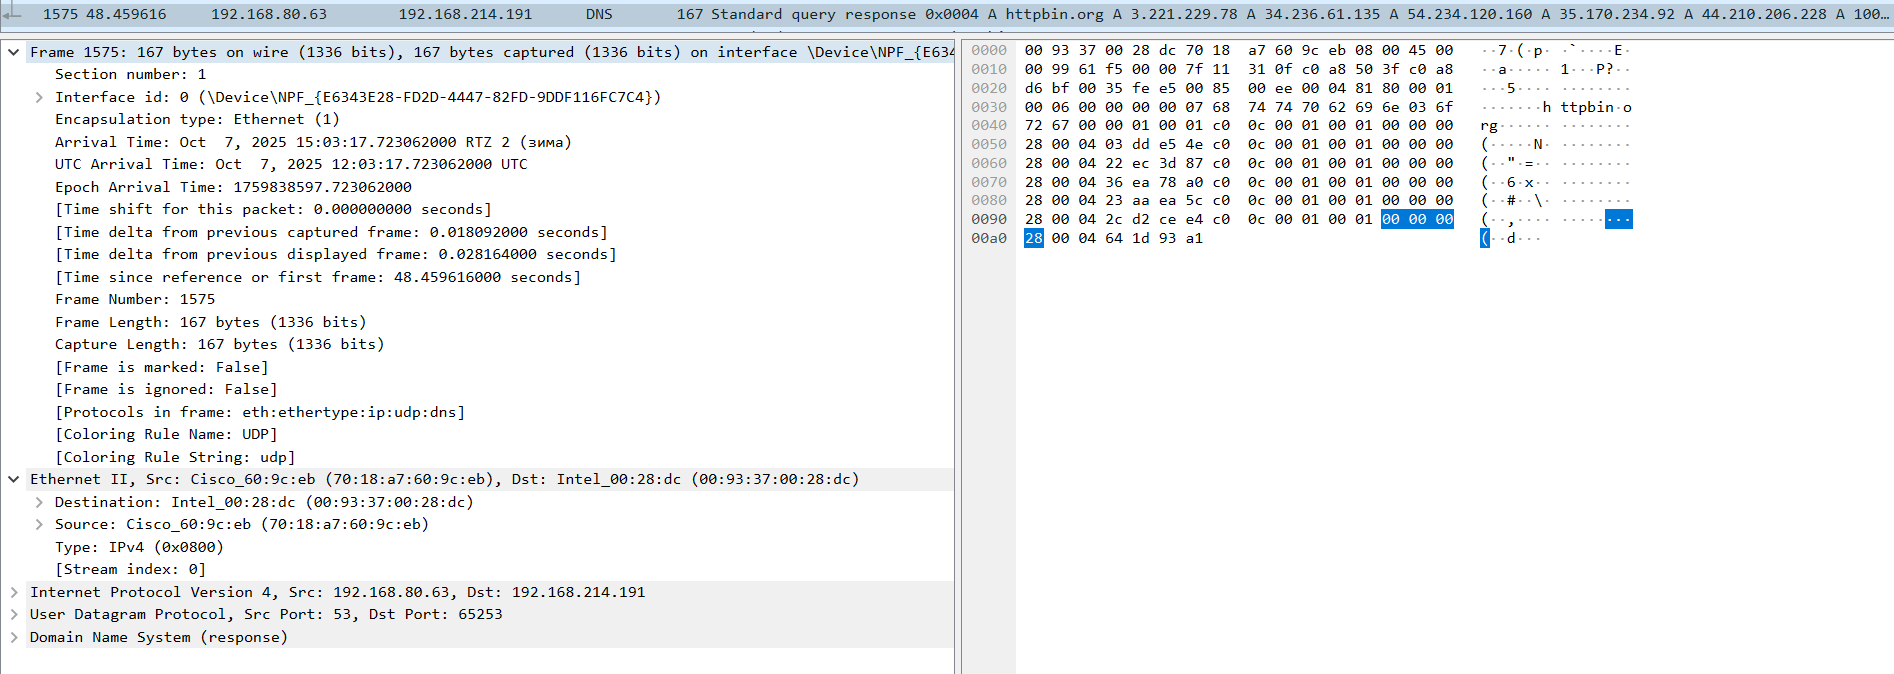 1575 48.459616 192.168.80.63 192.168.214.191 DNS 167 Standard query response 0x0004 A httpbin.org A 3.221.229.78 A 34.236.61.135 A 54.234.120.160 A 35.170.234.92 A 44.210.206.228 A 100…
Frame 1575: 167 bytes on wire (1336 bits), 167 bytes captured (1336 bits) on interface \Device\NPF_{E634
Section number: 1
Interface id: 0 (\Device\NPF_{E6343E28-FD2D-4447-82FD-9DDF116FC7C4})
Encapsulation type: Ethernet (1)
Arrival Time: Oct  7, 2025 15:03:17.723062000 RTZ 2 (зима)
UTC Arrival Time: Oct  7, 2025 12:03:17.723062000 UTC
Epoch Arrival Time: 1759838597.723062000
[Time shift for this packet: 0.000000000 seconds]
[Time delta from previous captured frame: 0.018092000 seconds]
[Time delta from previous displayed frame: 0.028164000 seconds]
[Time since reference or first frame: 48.459616000 seconds]
Frame Number: 1575
Frame Length: 167 bytes (1336 bits)
Capture Length: 167 bytes (1336 bits)
[Frame is marked: False]
[Frame is ignored: False]
[Protocols in frame: eth:ethertype:ip:udp:dns]
[Coloring Rule Name: UDP]
[Coloring Rule String: udp]
Ethernet II, Src: Cisco_60:9c:eb (70:18:a7:60:9c:eb), Dst: Intel_00:28:dc (00:93:37:00:28:dc)
Destination: Intel_00:28:dc (00:93:37:00:28:dc)
Source: Cisco_60:9c:eb (70:18:a7:60:9c:eb)
Type: IPv4 (0x0800)
[Stream index: 0]
Internet Protocol Version 4, Src: 192.168.80.63, Dst: 192.168.214.191
User Datagram Protocol, Src Port: 53, Dst Port: 65253
Domain Name System (response)
0000 00 93 37 00 28 dc 70 18 a7 60 9c eb 08 00 45 00 ··7·(·p· ·`····E·
0010 00 99 61 f5 00 00 7f 11 31 0f c0 a8 50 3f c0 a8 ··a····· 1···P?··
0020 d6 bf 00 35 fe e5 00 85 00 ee 00 04 81 80 00 01 ···5···· ········
0030 00 06 00 00 00 00 07 68 74 74 70 62 69 6e 03 6f ·······h ttpbin·o
0040 72 67 00 00 01 00 01 c0 0c 00 01 00 01 00 00 00 rg······ ········
0050 28 00 04 03 dd e5 4e c0 0c 00 01 00 01 00 00 00 (·····N· ········
0060 28 00 04 22 ec 3d 87 c0 0c 00 01 00 01 00 00 00 (··"·=·· ········
0070 28 00 04 36 ea 78 a0 c0 0c 00 01 00 01 00 00 00 (··6·x·· ········
0080 28 00 04 23 aa ea 5c c0 0c 00 01 00 01 00 00 00 (··#··\· ········
0090 28 00 04 2c d2 ce e4 c0 0c 00 01 00 01 00 00 00 (··,···· ········
00a0 28 00 04 64 1d 93 a1 (··d···